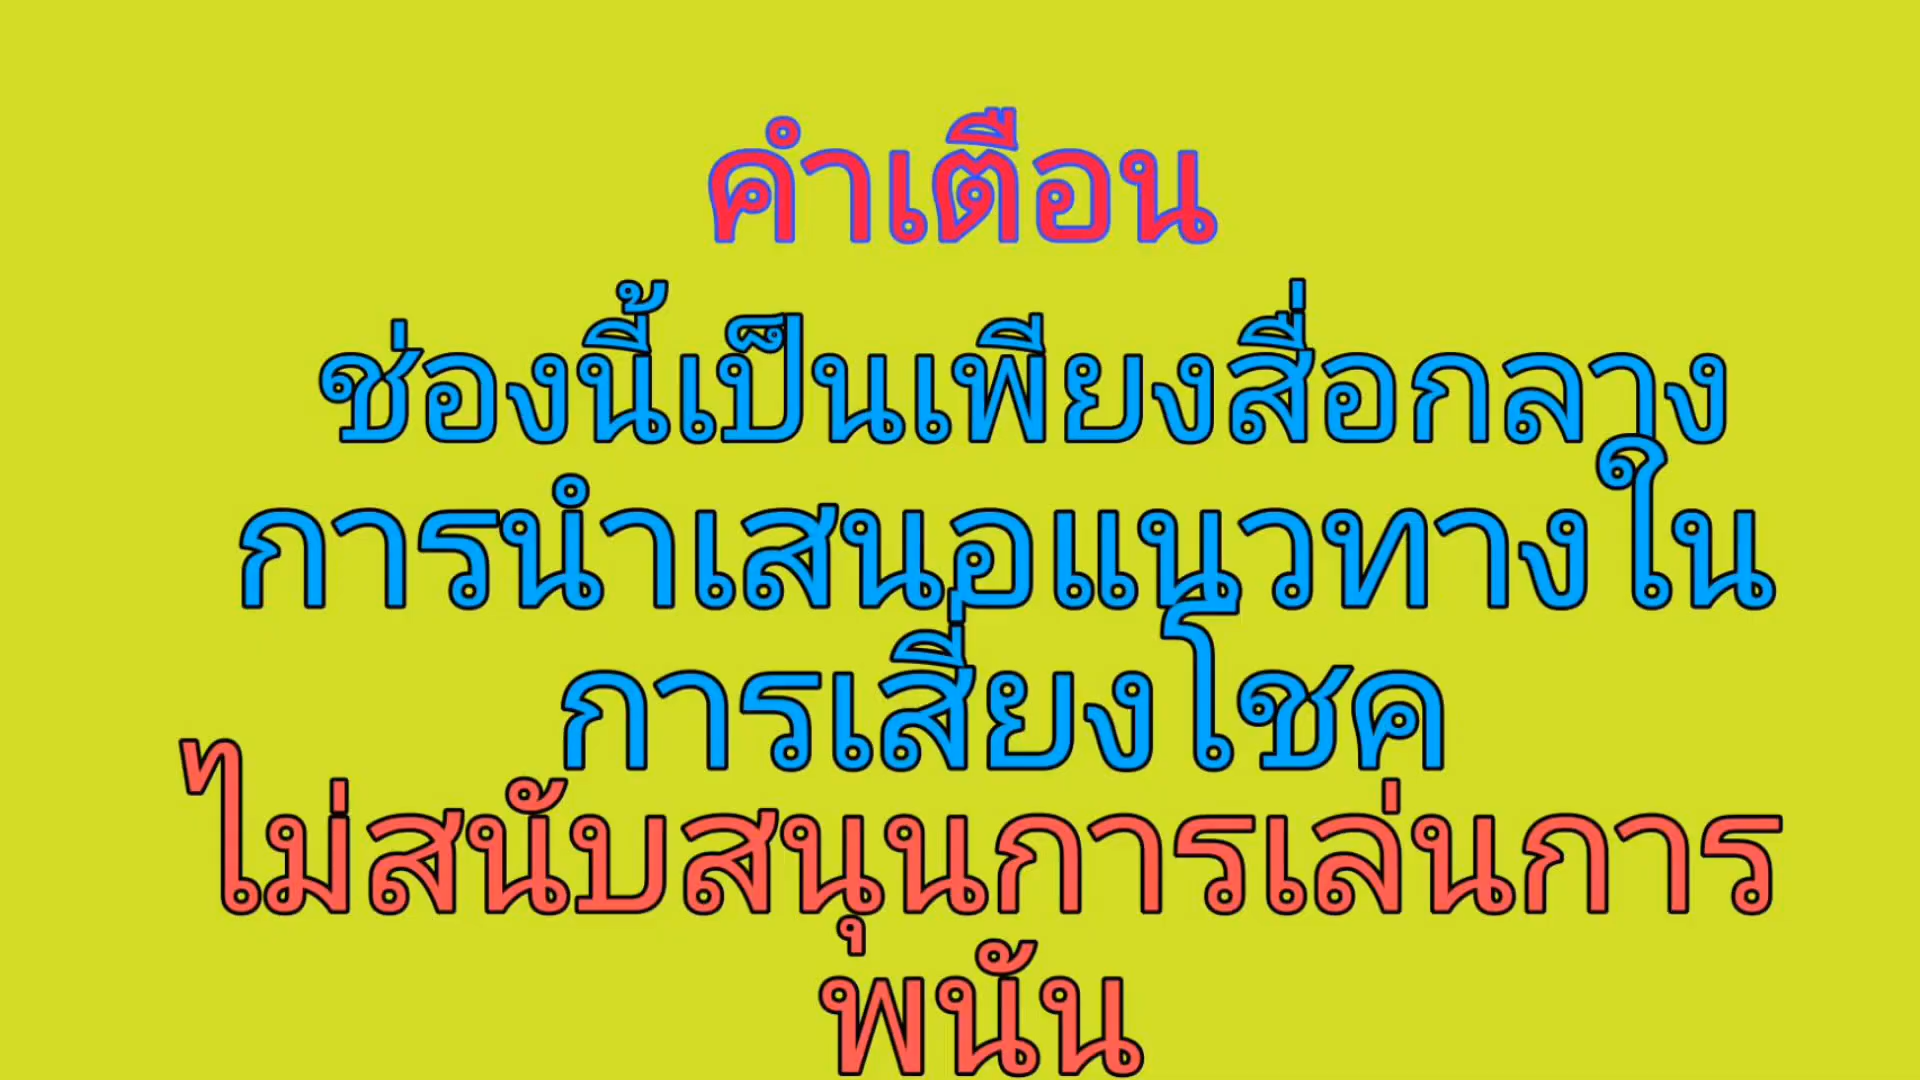 คำเตือน
ช่องนี้เป็นเพียงสื่อกลาง
การนำเสนอแนวทางใน
การเสี่ยงโชค
ไม่สนับสนุนการเล่นการ
พนัน